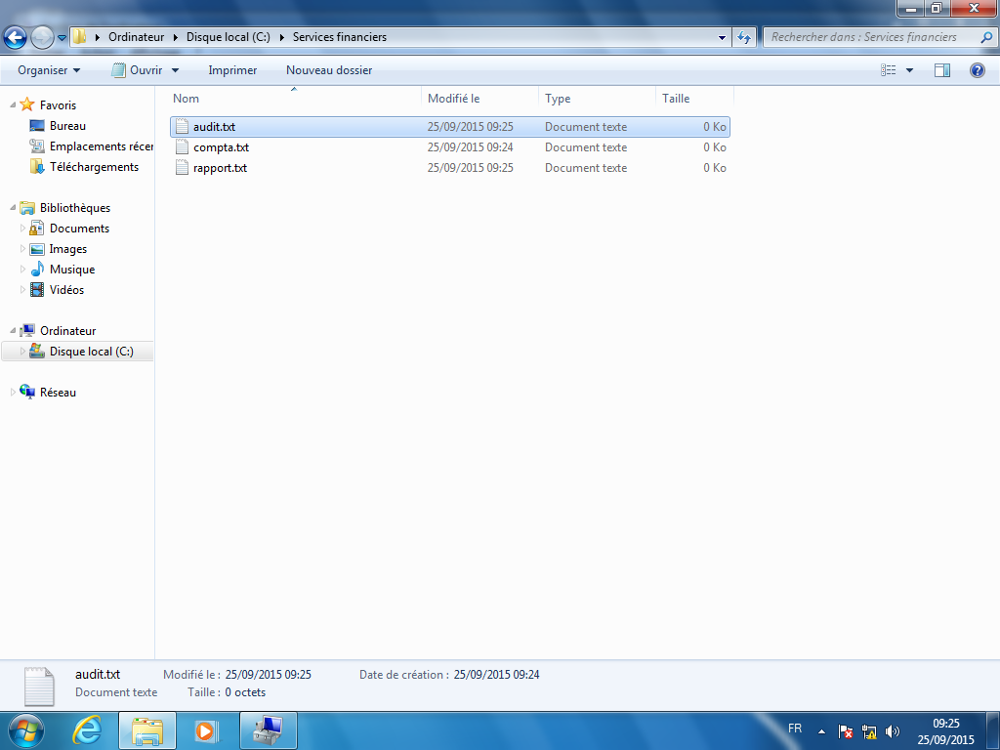 Ordinateur Disque local (C:) Services financiers Rechercher dans : Services financiers
Organiser Ouvrir Imprimer Nouveau dossier
Nom Modifié le Type Taille
audit.txt 25/09/2015 09:25 Document texte 0 Ko
compta.txt 25/09/2015 09:24 Document texte 0 Ko
rapport.txt 25/09/2015 09:25 Document texte 0 Ko
Favoris
Bureau
Emplacements récer
Téléchargements
Bibliothèques
Documents
Images
Musique
Vidéos
Ordinateur
Disque local (C:)
Réseau
audit.txt Modifié le : 25/09/2015 09:25 Date de création : 25/09/2015 09:24
Document texte Taille : 0 octets
FR 09:25
25/09/2015